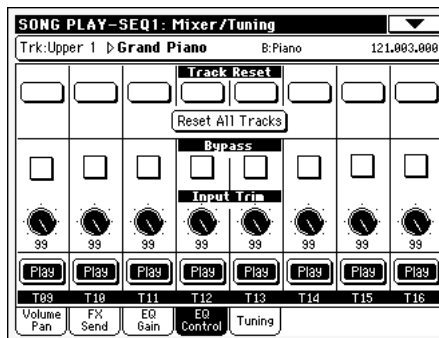 SONG PLAY-SEQ1: Mixer/Tuning
Trk:Upper 1 ▷Grand Piano B:Piano 121.003.000
Track Reset
Reset All Tracks
Bypass
Input Trim
99 99 99 99 99 99 99 99
Play Play Play Play Play Play Play Play
T09 T10 T11 T12 T13 T14 T15 T16
Volume Pan FX Send EQ Gain EQ Control Tuning